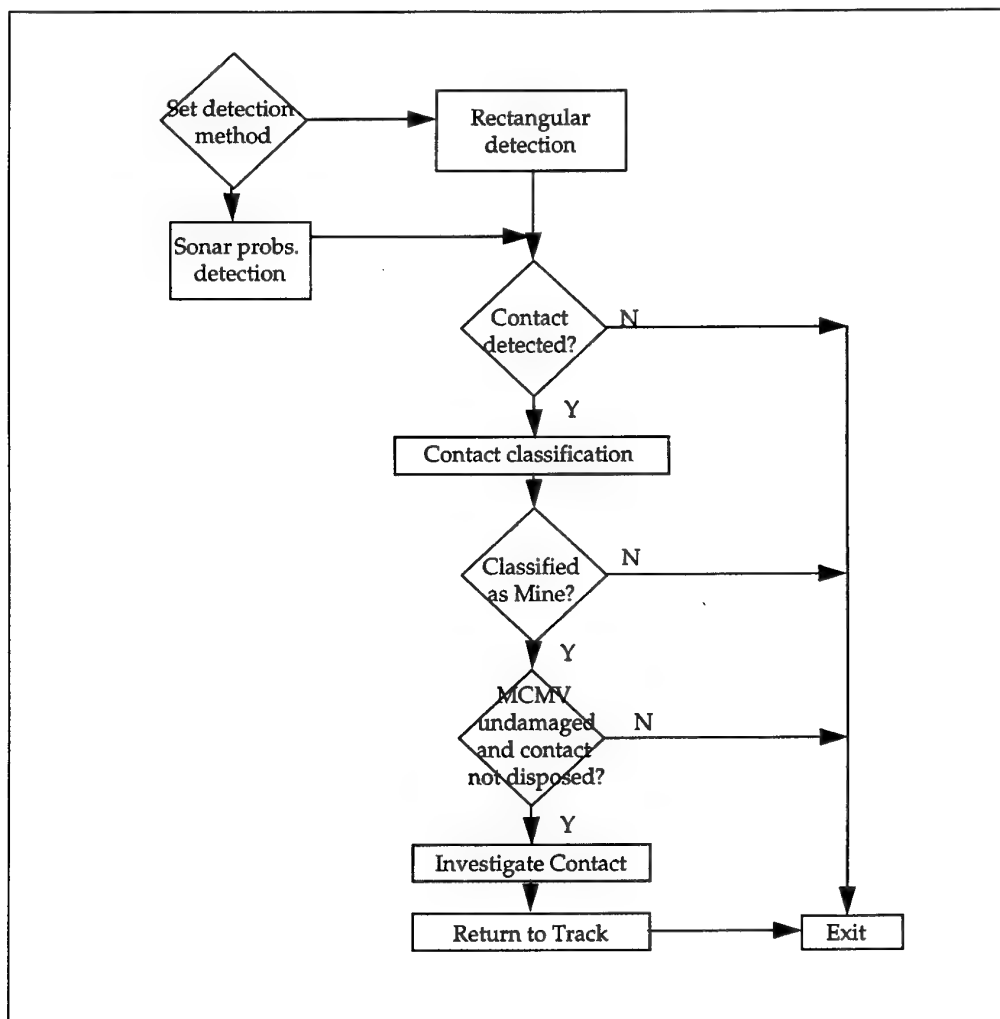 Set detection
method
Rectangular
detection
Sonar probs.
detection
Contact
detected?
N
Y
Contact classification
Classified
as Mine?
N
Y
MCMV
undamaged
and contact
not disposed?
N
Y
Investigate Contact
Return to Track
Exit